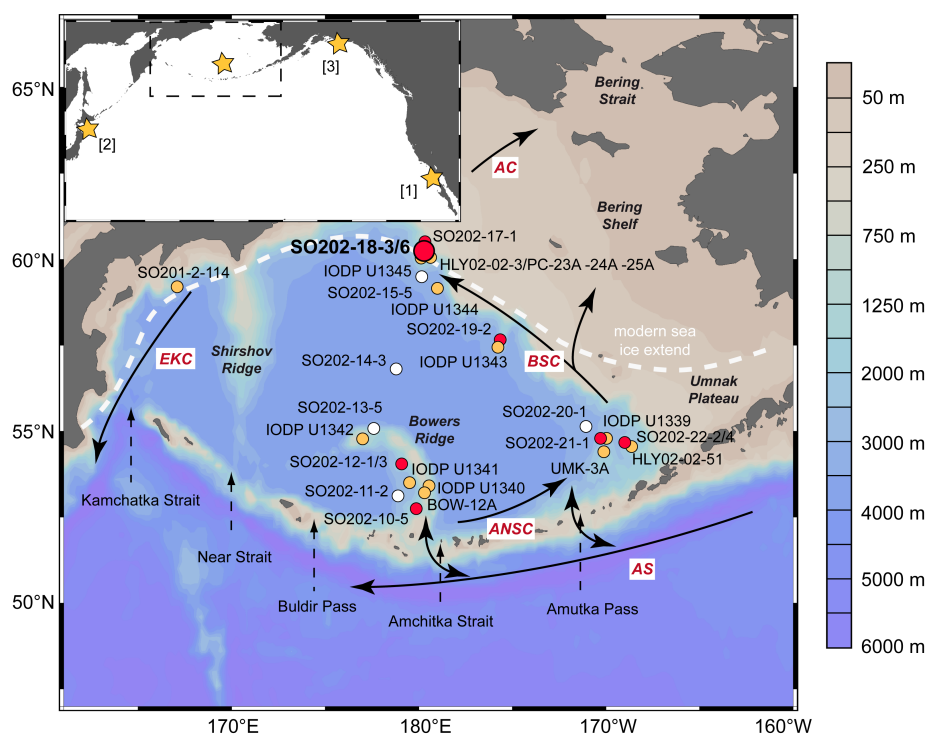 65°N
60°N
55°N
50°N
170°E
180°E
170°W
160°W
[3]
[2]
[1]
Bering
Strait
AC
Bering
Shelf
SO202-17-1
SO202-18-3/6
HLY02-02-3/PC-23A -24A -25A
SO201-2-114
IODP U1345
SO202-15-5
IODP U1344
SO202-19-2
modern sea
ice extend
Shirshov
Ridge
EKC
SO202-14-3
IODP U1343
BSC
Umnak
Plateau
SO202-13-5
SO202-20-1
IODP U1339
IODP U1342
Bowers
Ridge
SO202-21-1
SO202-22-2/4
HLY02-02-51
SO202-12-1/3
IODP U1341
UMK-3A
SO202-11-2
IODP U1340
BOW-12A
SO202-10-5
ANSC
Kamchatka Strait
Near Strait
AS
Buldir Pass
Amchitka Strait
Amutka Pass
50 m
250 m
750 m
1250 m
2000 m
3000 m
4000 m
5000 m
6000 m